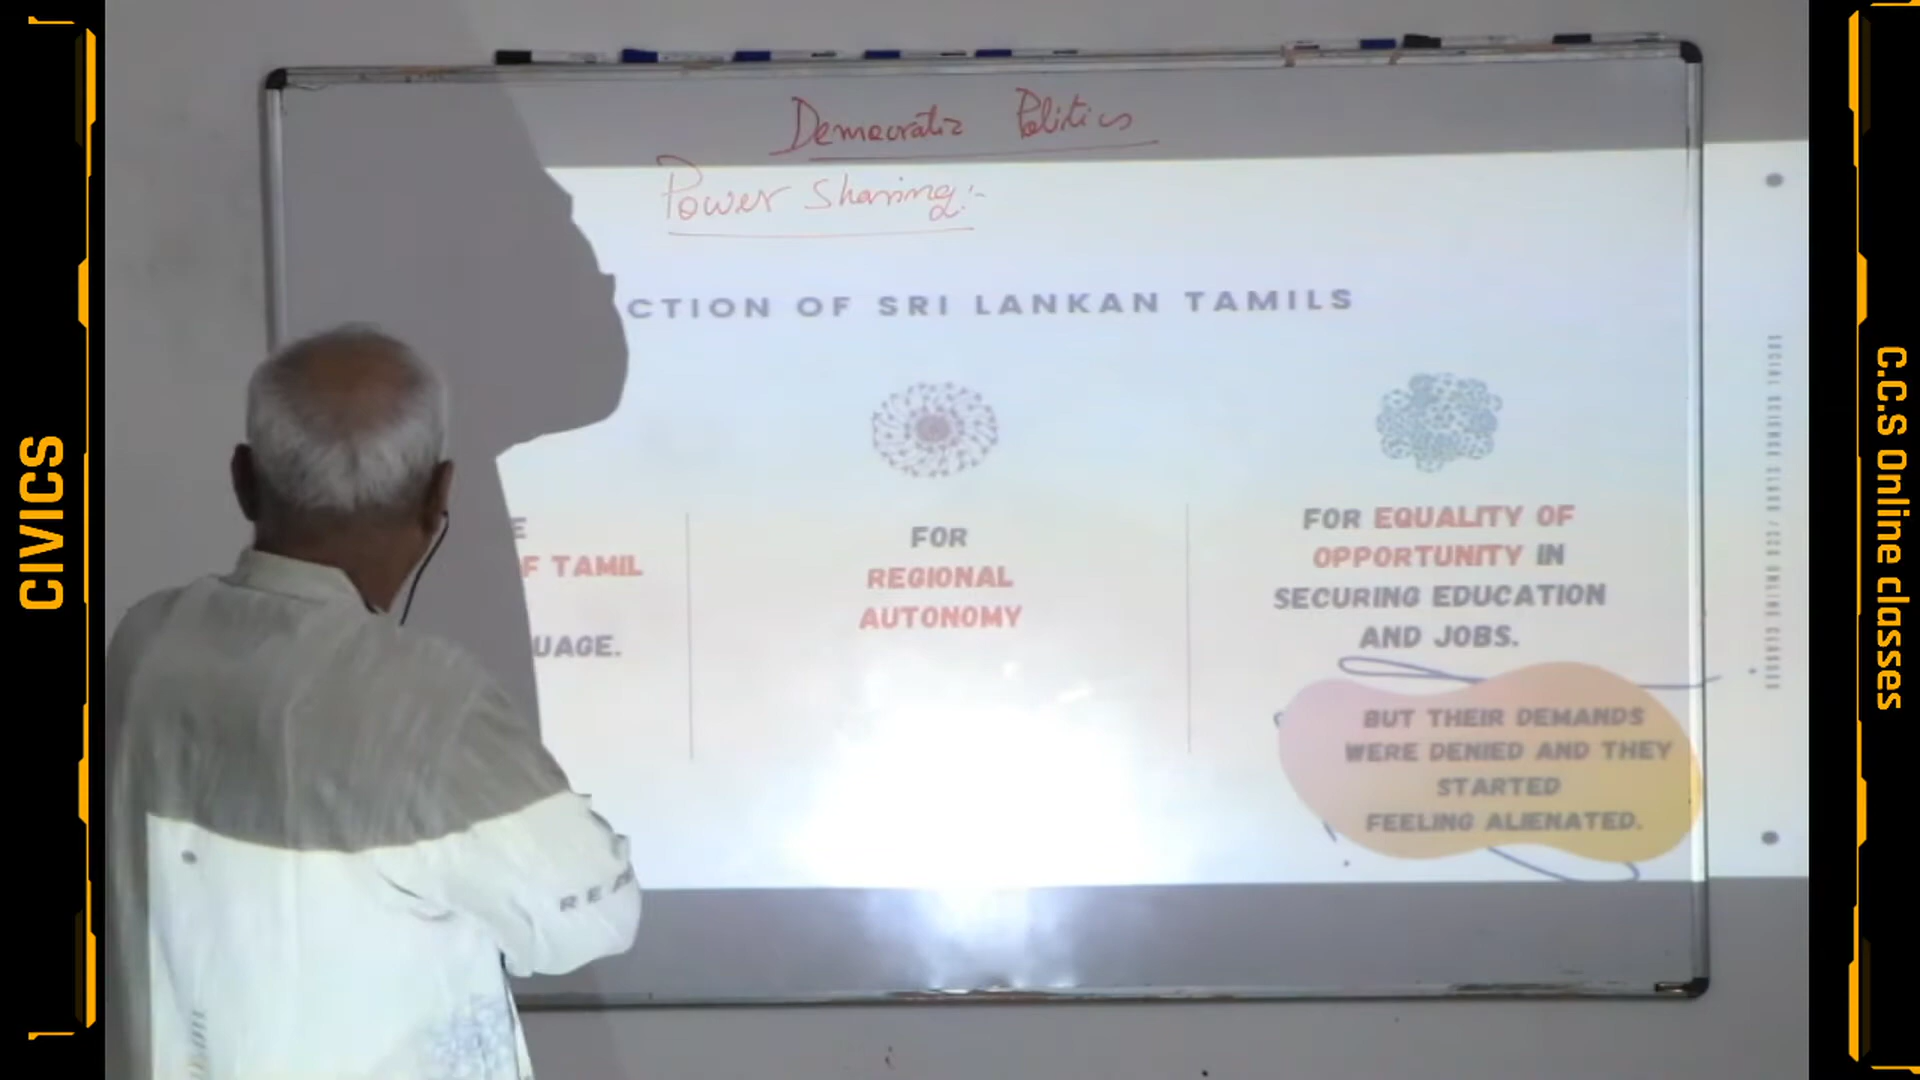 CIVICS
Democratic Politics
Power Sharing:-
CTION OF SRI LANKAN TAMILS
E
F TAMIL
UAGE.
FOR
REGIONAL
AUTONOMY
FOR EQUALITY OF
OPPORTUNITY IN
SECURING EDUCATION
AND JOBS.
BUT THEIR DEMANDS
WERE DENIED AND THEY
STARTED
FEELING ALIENATED.
REA
C.C.S Online classes